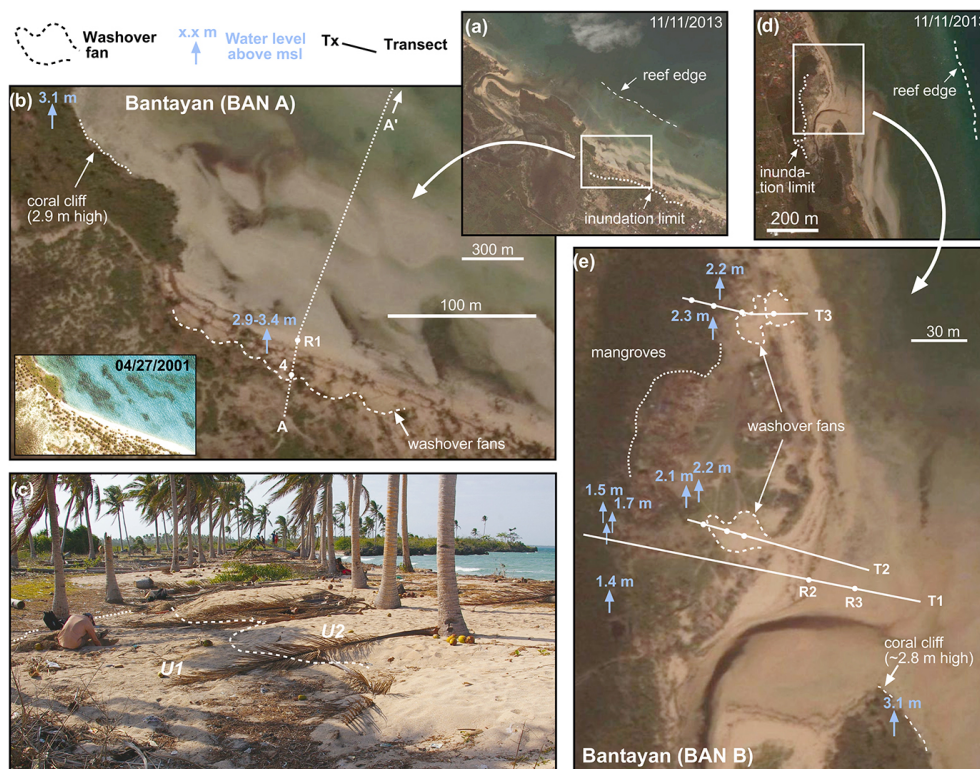 Washover
fan
x.x m
Water level
above msl
Tx
Transect
(a)
11/11/2013
reef edge
inundation limit
300 m
(d)
11/11/2013
reef edge
inunda-
tion limit
200 m
(b)
3.1 m
Bantayan (BAN A)
A'
coral cliff
(2.9 m high)
100 m
2.9-3.4 m
R1
4
A
washover fans
04/27/2001
(c)
U2
U1
(e)
2.2 m
2.3 m
T3
30 m
mangroves
washover fans
2.2 m
2.1 m
1.5 m
1.7 m
T2
R2
R3
T1
1.4 m
coral cliff
(~2.8 m high)
3.1 m
Bantayan (BAN B)